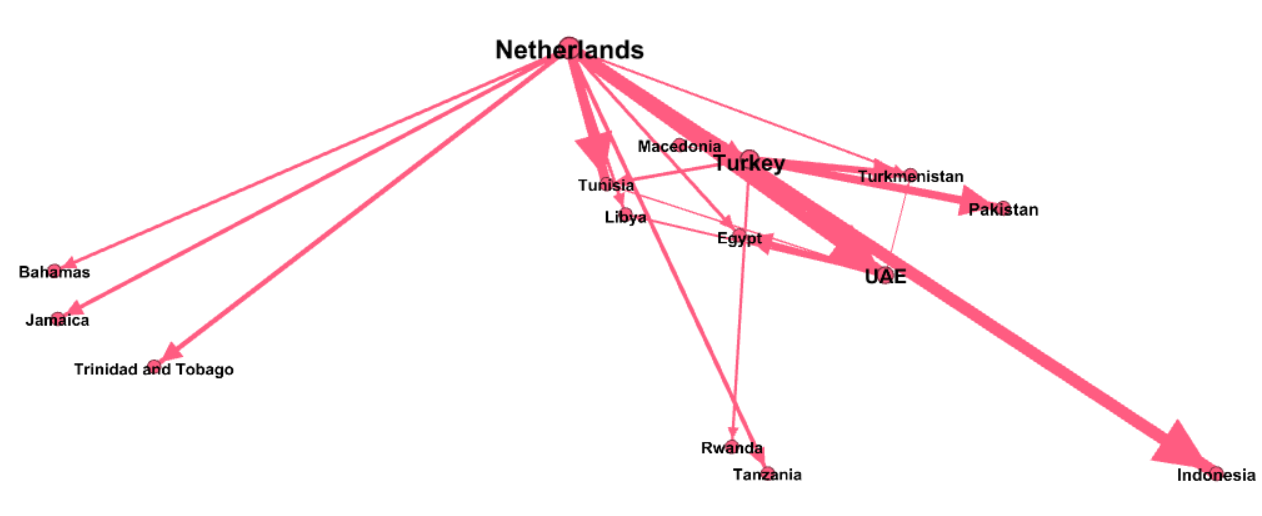 Netherlands
Macedonia
Turkey
Turkmenistan
Tunisia
Pakistan
Libya
Egypt
Bahamas
UAE
Jamaica
Trinidad and Tobago
Rwanda
Tanzania
Indonesia